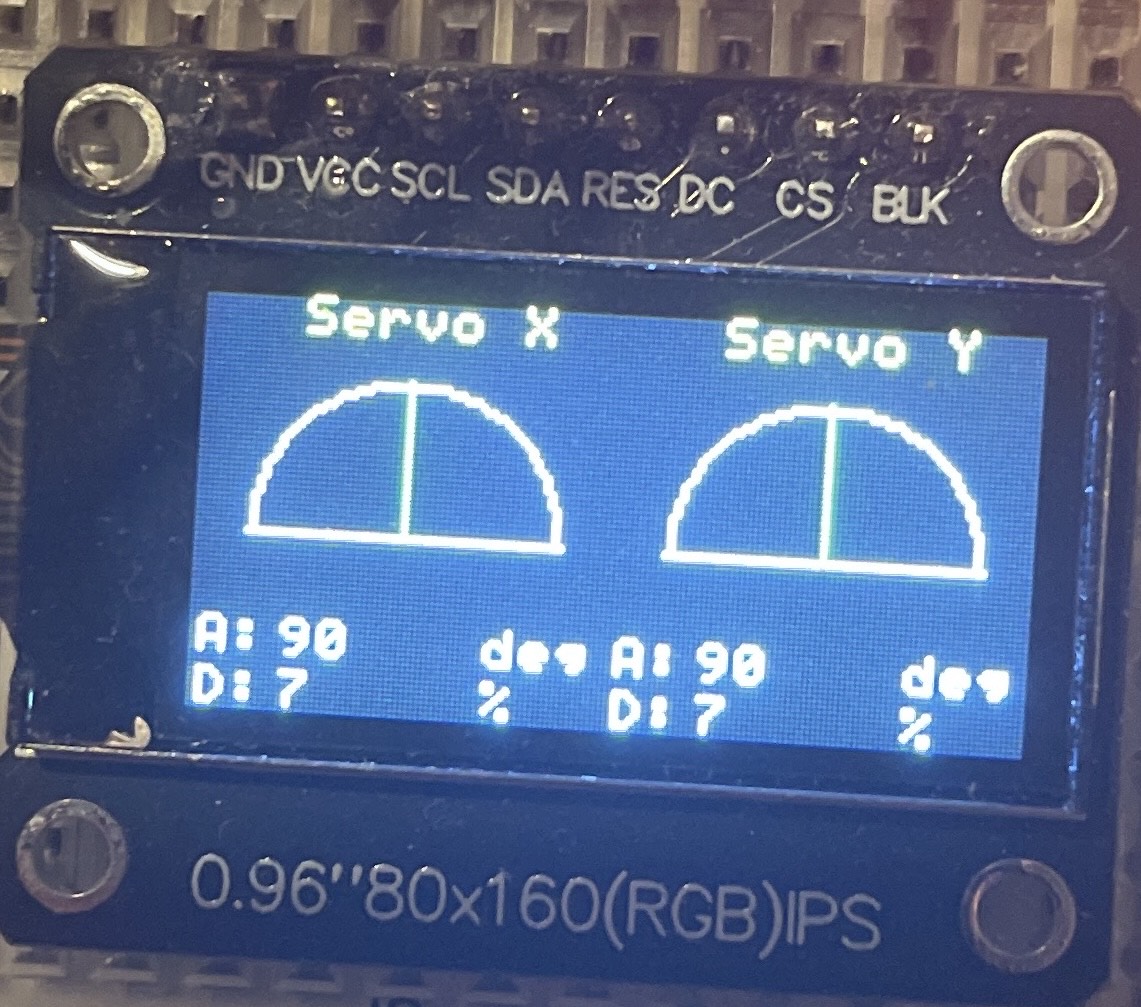 GND VCC SCL SDA RES DC CS BLK
Servo X Servo Y
A: 90 deg A: 90 deg
D: 7 % D: 7 %
0.96"80x160(RGB)IPS